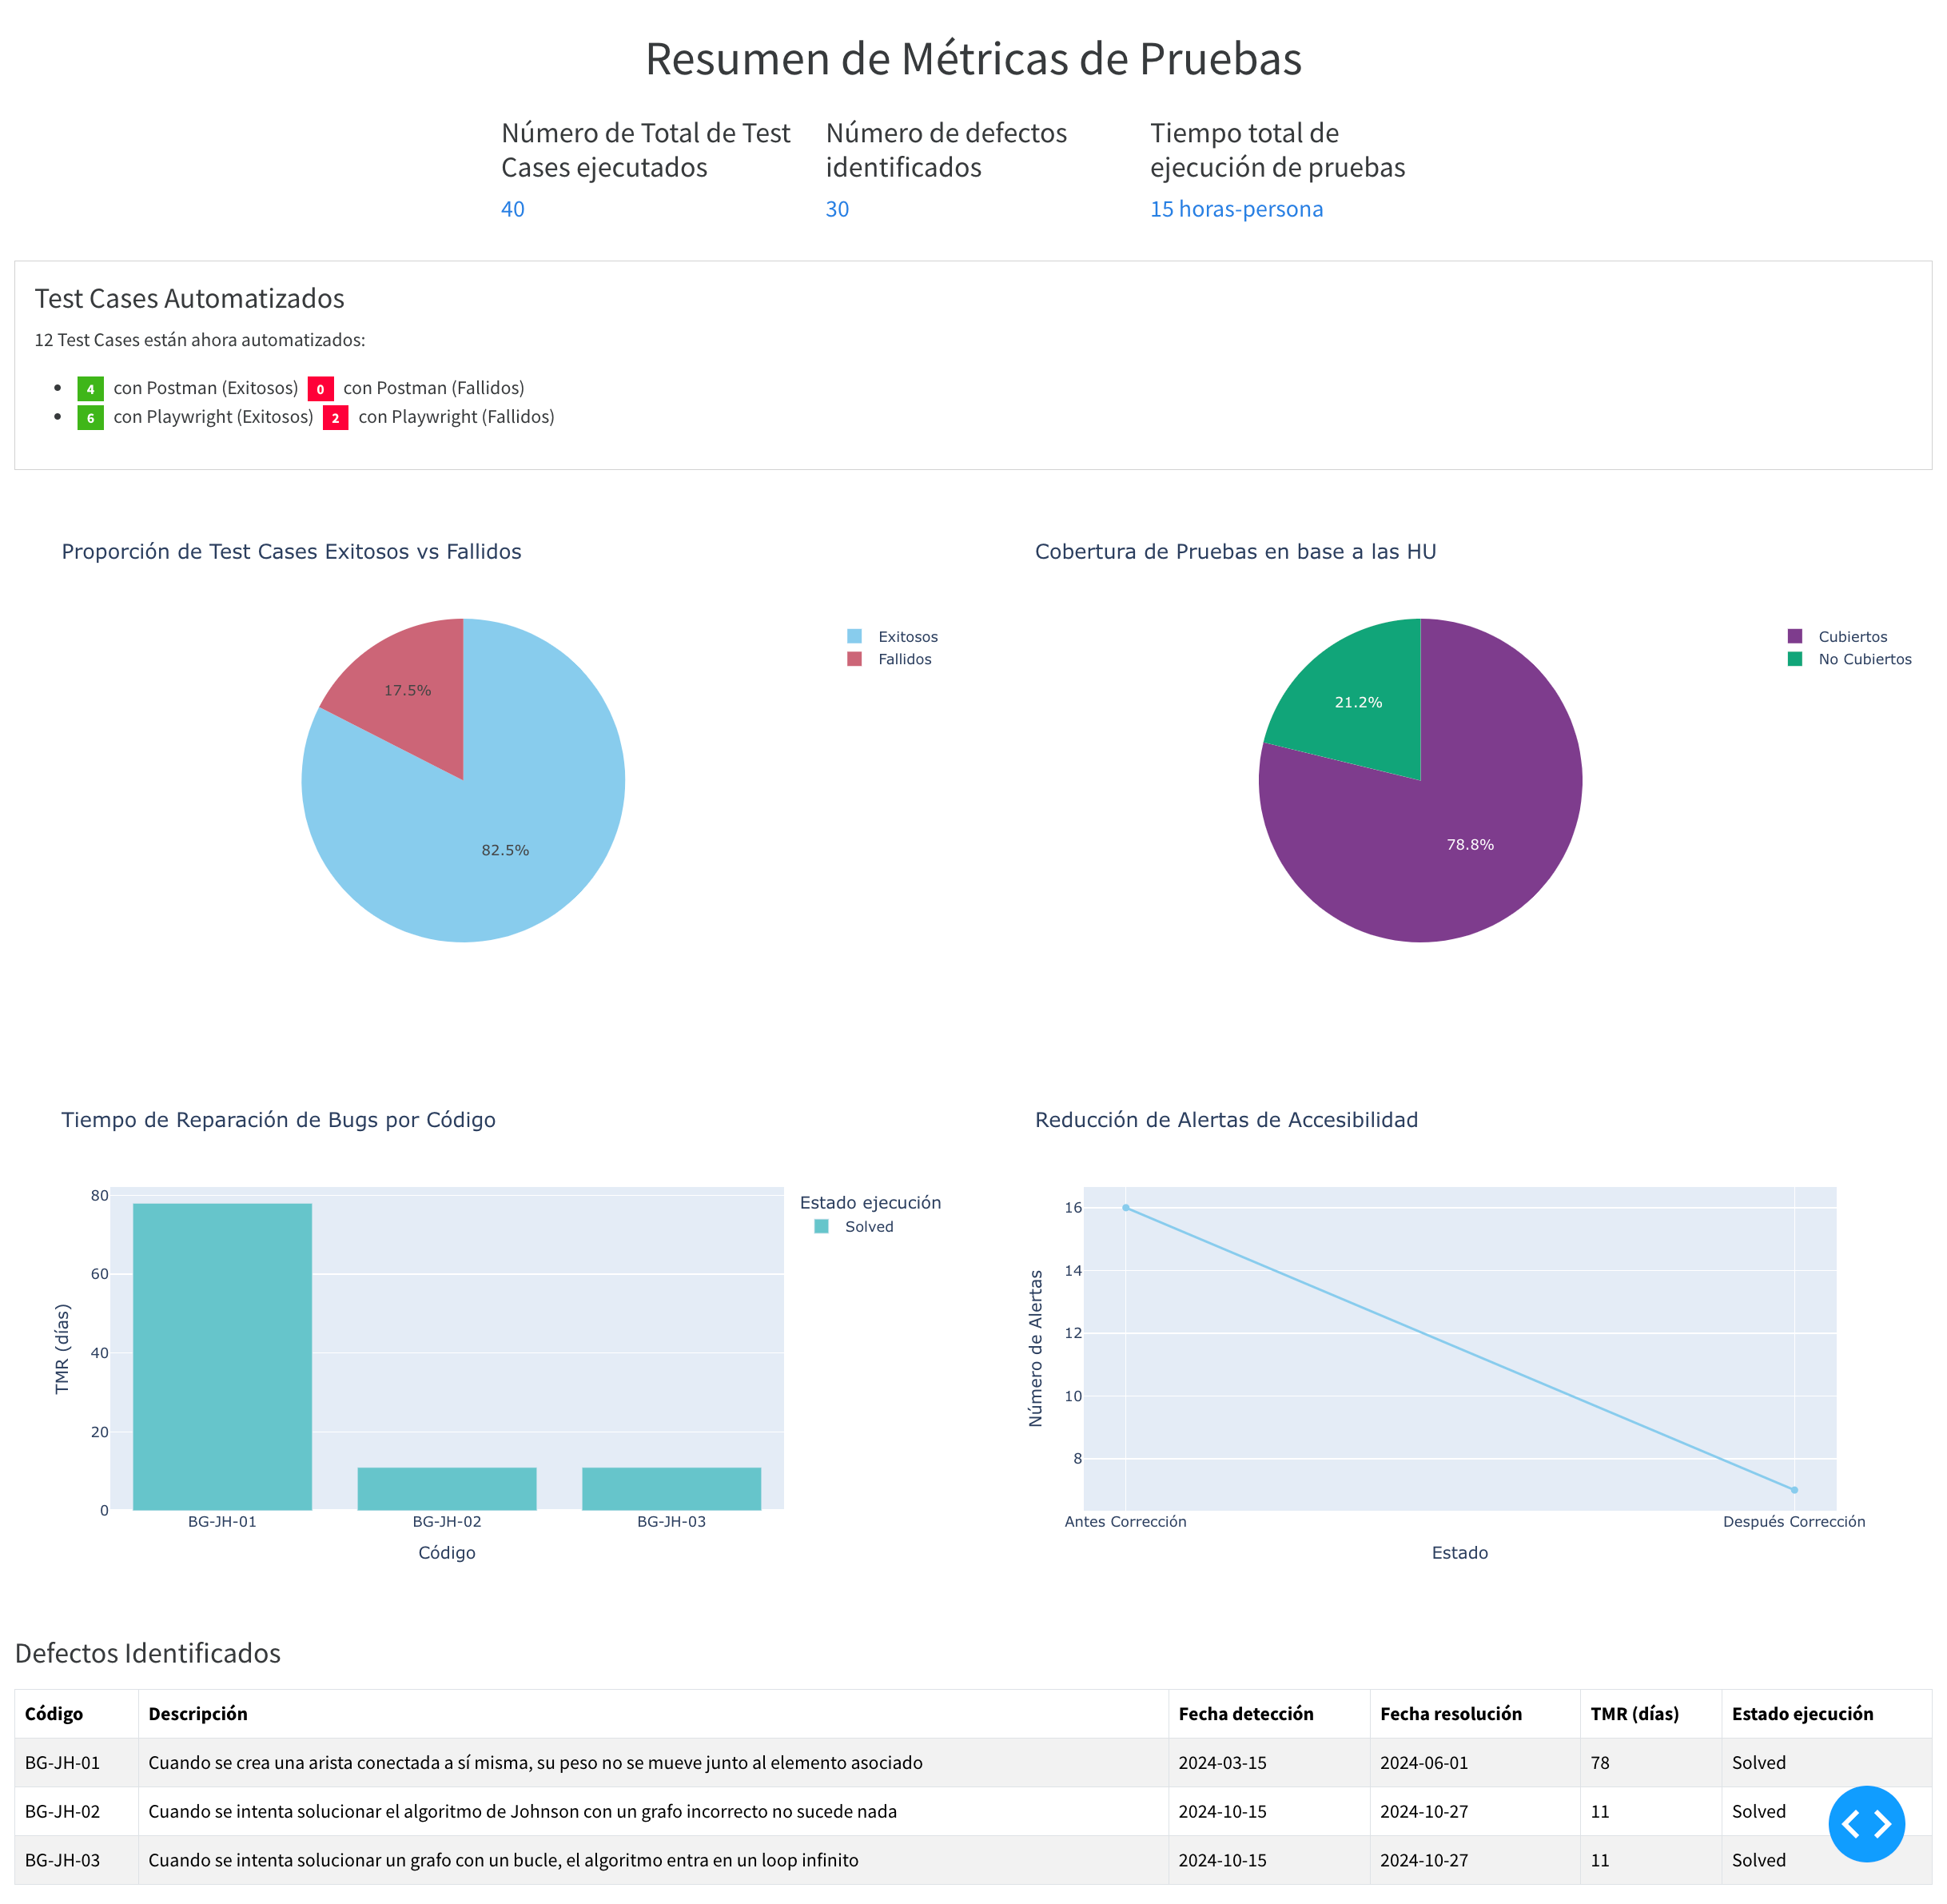 Resumen de Métricas de Pruebas
Número de Total de Test
Cases ejecutados
40
Número de defectos
identificados
30
Tiempo total de
ejecución de pruebas
15 horas-persona
Test Cases Automatizados
12 Test Cases están ahora automatizados:
4 con Postman (Exitosos) 0 con Postman (Fallidos)
6 con Playwright (Exitosos) 2 con Playwright (Fallidos)
Proporción de Test Cases Exitosos vs Fallidos
Exitosos
Fallidos
17.5%
82.5%
Cobertura de Pruebas en base a las HU
Cubiertos
No Cubiertos
21.2%
78.8%
Tiempo de Reparación de Bugs por Código
80
60
40
20
0
TMR (días)
BG-JH-01 BG-JH-02 BG-JH-03
Código
Estado ejecución
Solved
Reducción de Alertas de Accesibilidad
16
14
12
10
8
Número de Alertas
Antes Corrección Después Corrección
Estado
Defectos Identificados
Código Descripción Fecha detección Fecha resolución TMR (días) Estado ejecución
BG-JH-01 Cuando se crea una arista conectada a sí misma, su peso no se mueve junto al elemento asociado 2024-03-15 2024-06-01 78 Solved
BG-JH-02 Cuando se intenta solucionar el algoritmo de Johnson con un grafo incorrecto no sucede nada 2024-10-15 2024-10-27 11 Solved
BG-JH-03 Cuando se intenta solucionar un grafo con un bucle, el algoritmo entra en un loop infinito 2024-10-15 2024-10-27 11 Solved